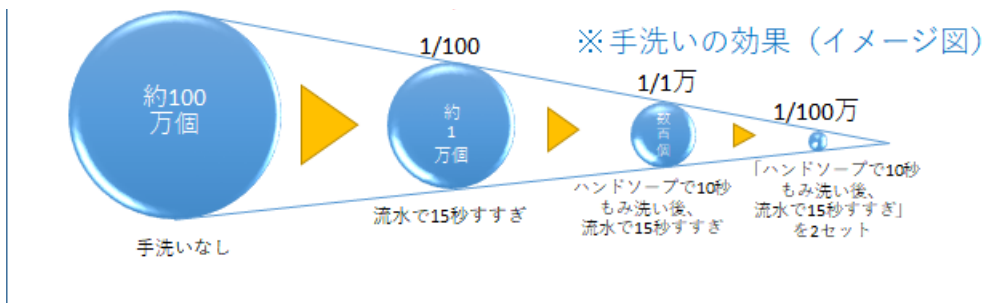 ※手洗いの効果（イメージ図）
約100
万個
手洗いなし
1/100
約
1
万個
流水で15秒すすぎ
1/1万
数
百
個
ハンドソープで10秒
もみ洗い後、
流水で15秒すすぎ
1/100万
「ハンドソープで10秒
もみ洗い後、
流水で15秒すすぎ」
を2セット